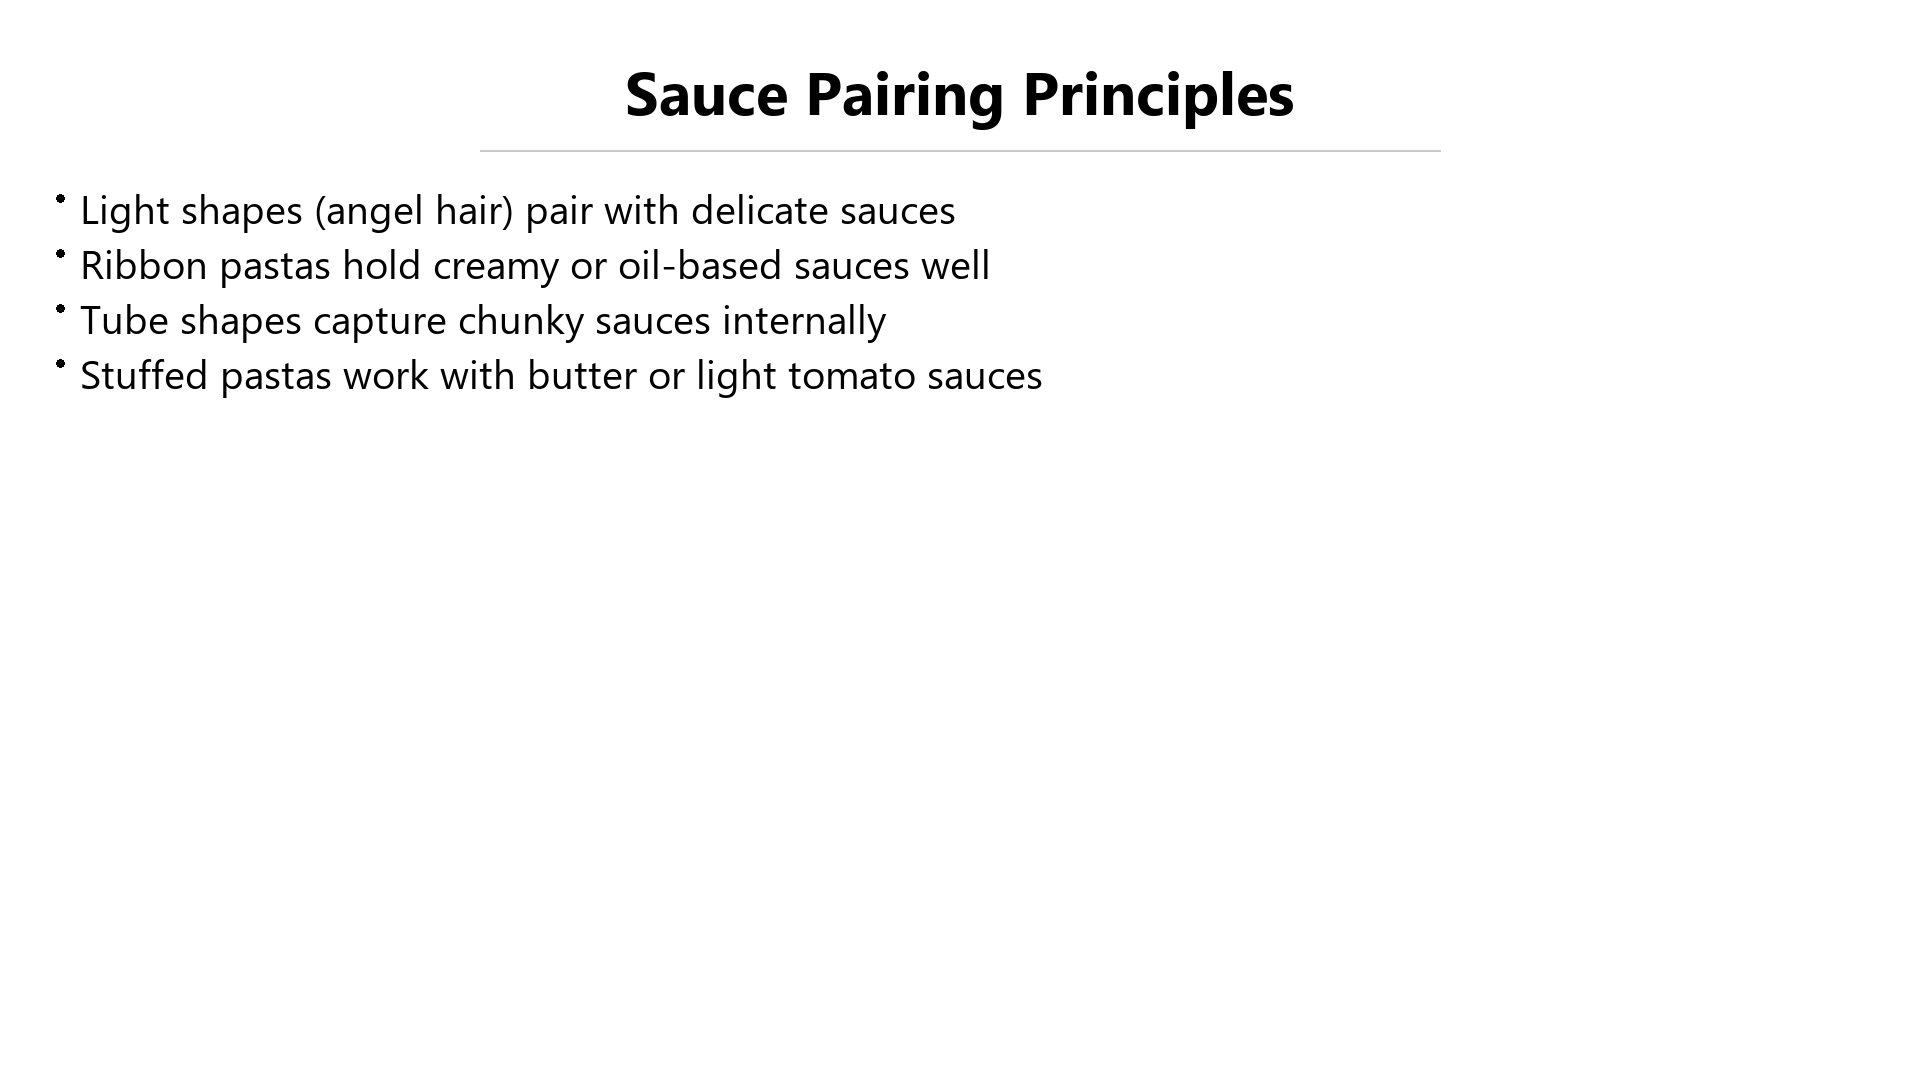 Sauce Pairing Principles
• Light shapes (angel hair) pair with delicate sauces
• Ribbon pastas hold creamy or oil-based sauces well
• Tube shapes capture chunky sauces internally
• Stuffed pastas work with butter or light tomato sauces